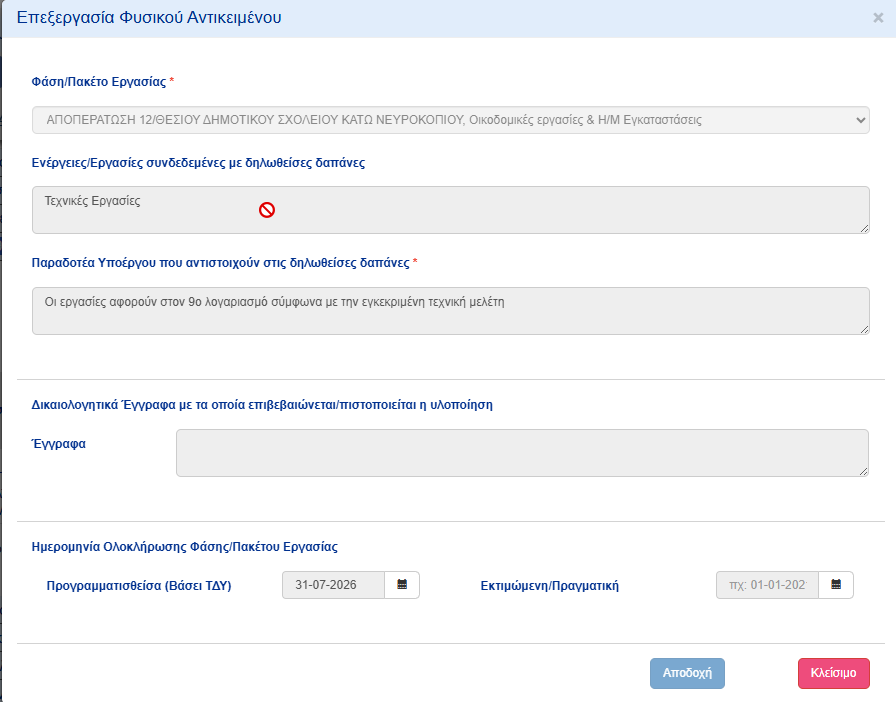 Επεξεργασία Φυσικού Αντικειμένου
×
Φάση/Πακέτο Εργασίας *
ΑΠΟΠΕΡΑΤΩΣΗ 12/ΘΕΣΙΟΥ ΔΗΜΟΤΙΚΟΥ ΣΧΟΛΕΙΟΥ ΚΑΤΩ ΝΕΥΡΟΚΟΠΙΟΥ, Οικοδομικές εργασίες & Η/Μ Εγκαταστάσεις
Ενέργειες/Εργασίες συνδεδεμένες με δηλωθείσες δαπάνες
Τεχνικές Εργασίες
Παραδοτέα Υποέργου που αντιστοιχούν στις δηλωθείσες δαπάνες *
Οι εργασίες αφορούν στον 9ο λογαριασμό σύμφωνα με την εγκεκριμένη τεχνική μελέτη
Δικαιολογητικά Έγγραφα με τα οποία επιβεβαιώνεται/πιστοποιείται η υλοποίηση
Έγγραφα
Ημερομηνία Ολοκλήρωσης Φάσης/Πακέτου Εργασίας
Προγραμματισθείσα (Βάσει ΤΔΥ) 31-07-2026 Εκτιμώμενη/Πραγματική πχ: 01-01-202
Αποδοχή Κλείσιμο